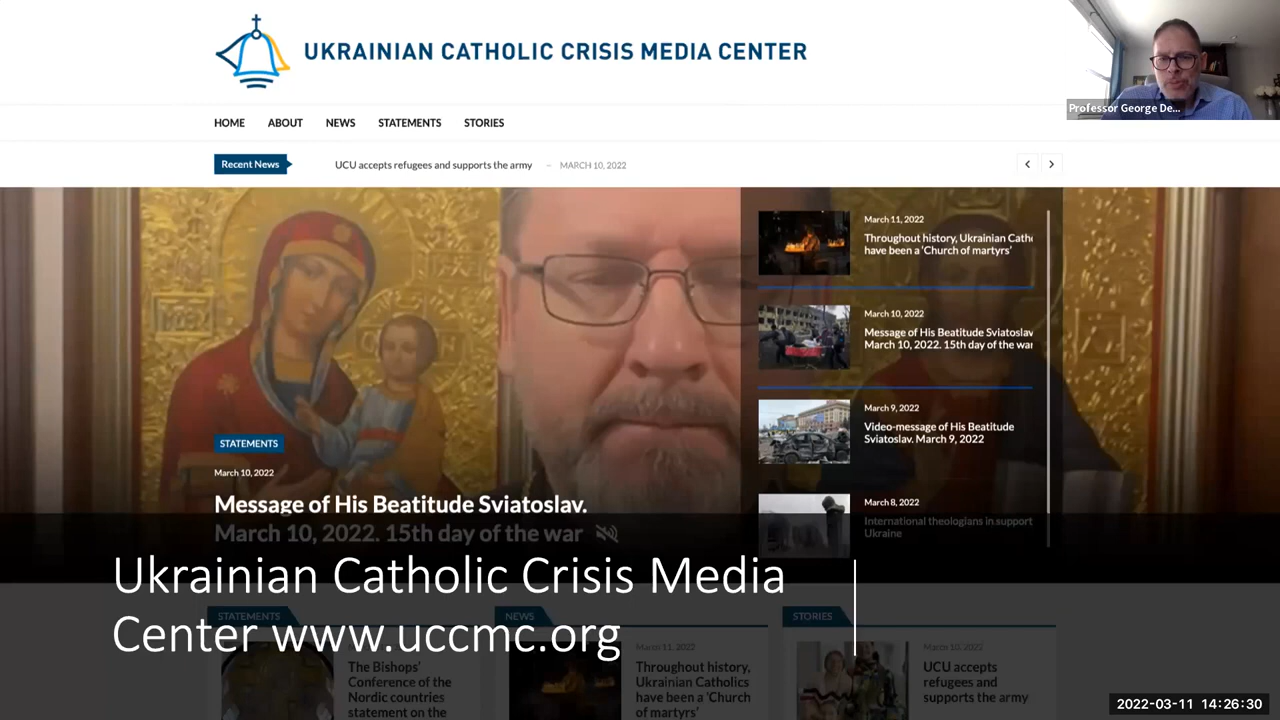 UKRAINIAN CATHOLIC CRISIS MEDIA CENTER
Professor George De...
HOME ABOUT NEWS STATEMENTS STORIES
Recent News UCU accepts refugees and supports the army – MARCH 10, 2022
March 11, 2022
Throughout history, Ukrainian Cath
have been a ‘Church of martyrs’
March 10, 2022
Message of His Beatitude Sviatoslav
March 10, 2022. 15th day of the war
March 9, 2022
Video-message of His Beatitude
Sviatoslav. March 9, 2022
March 8, 2022
International theologians in support
Ukraine
STATEMENTS
March 10, 2022
Message of His Beatitude Sviatoslav.
March 10, 2022. 15th day of the war
Ukrainian Catholic Crisis Media
Center www.uccmc.org
STATEMENTS
The Bishops’
Conference of the
Nordic countries
statement on the
NEWS
March 11, 2022
Throughout history,
Ukrainian Catholics
have been a ‘Church
of martyrs’
STORIES
March 10, 2022
UCU accepts
refugees and
supports the army
2022-03-11 14:26:30